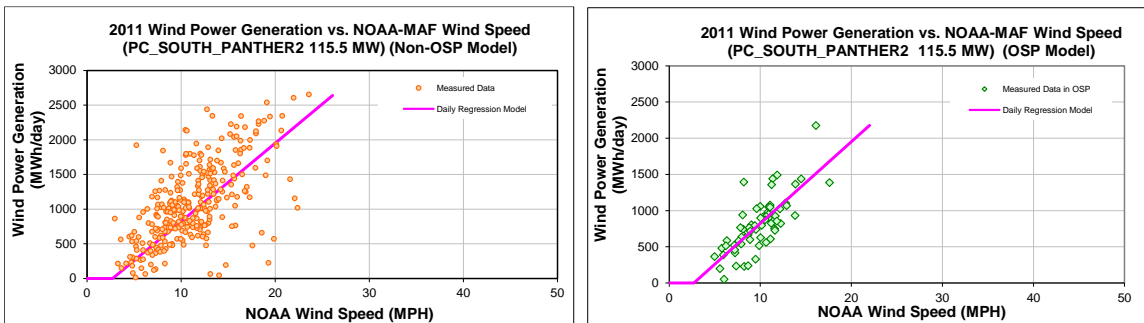 2011 Wind Power Generation vs. NOAA-MAF Wind Speed
(PC_SOUTH_PANTHER2 115.5 MW) (Non-OSP Model)
Wind Power Generation
(MWh/day)
3000
2500
2000
1500
1000
500
0
Measured Data
Daily Regression Model
0 10 20 30 40 50
NOAA Wind Speed (MPH)
2011 Wind Power Generation vs. NOAA-MAF Wind Speed
(PC_SOUTH_PANTHER2 115.5 MW) (OSP Model)
Wind Power Generation
(MWh/day)
3000
2500
2000
1500
1000
500
0
Measured Data in OSP
Daily Regression Model
0 10 20 30 40 50
NOAA Wind Speed (MPH)